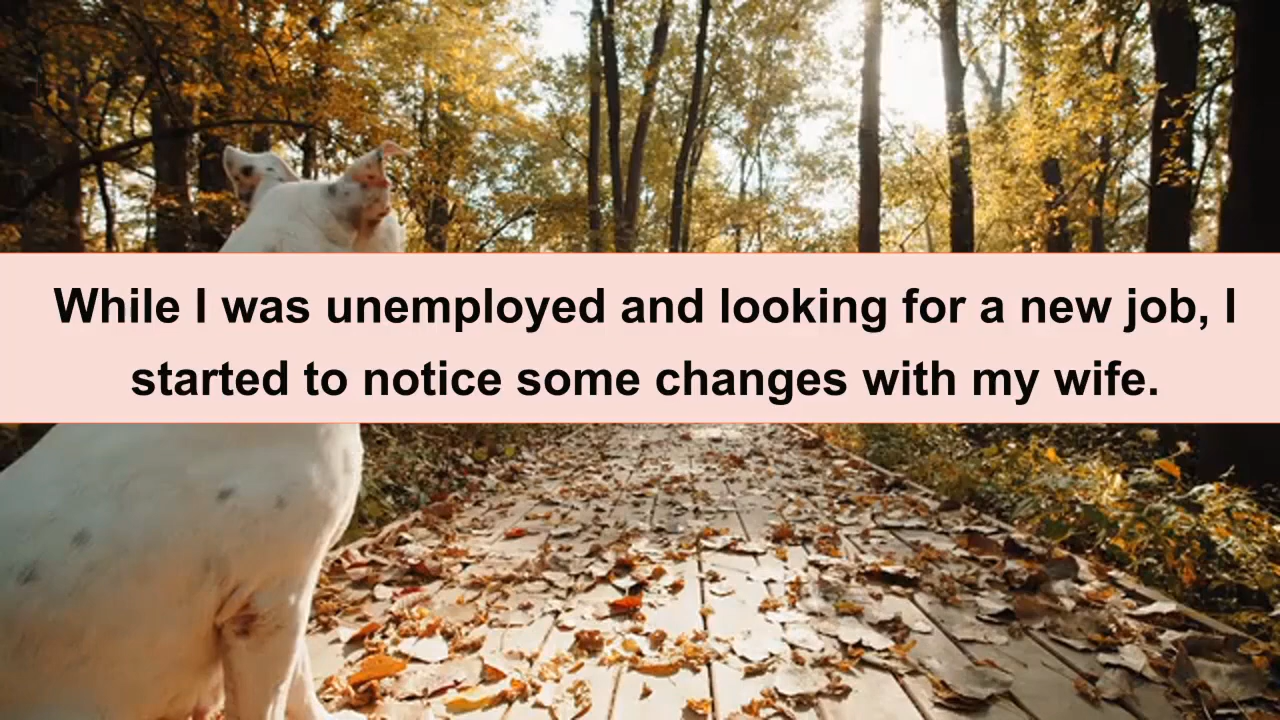 While I was unemployed and looking for a new job, I
started to notice some changes with my wife.